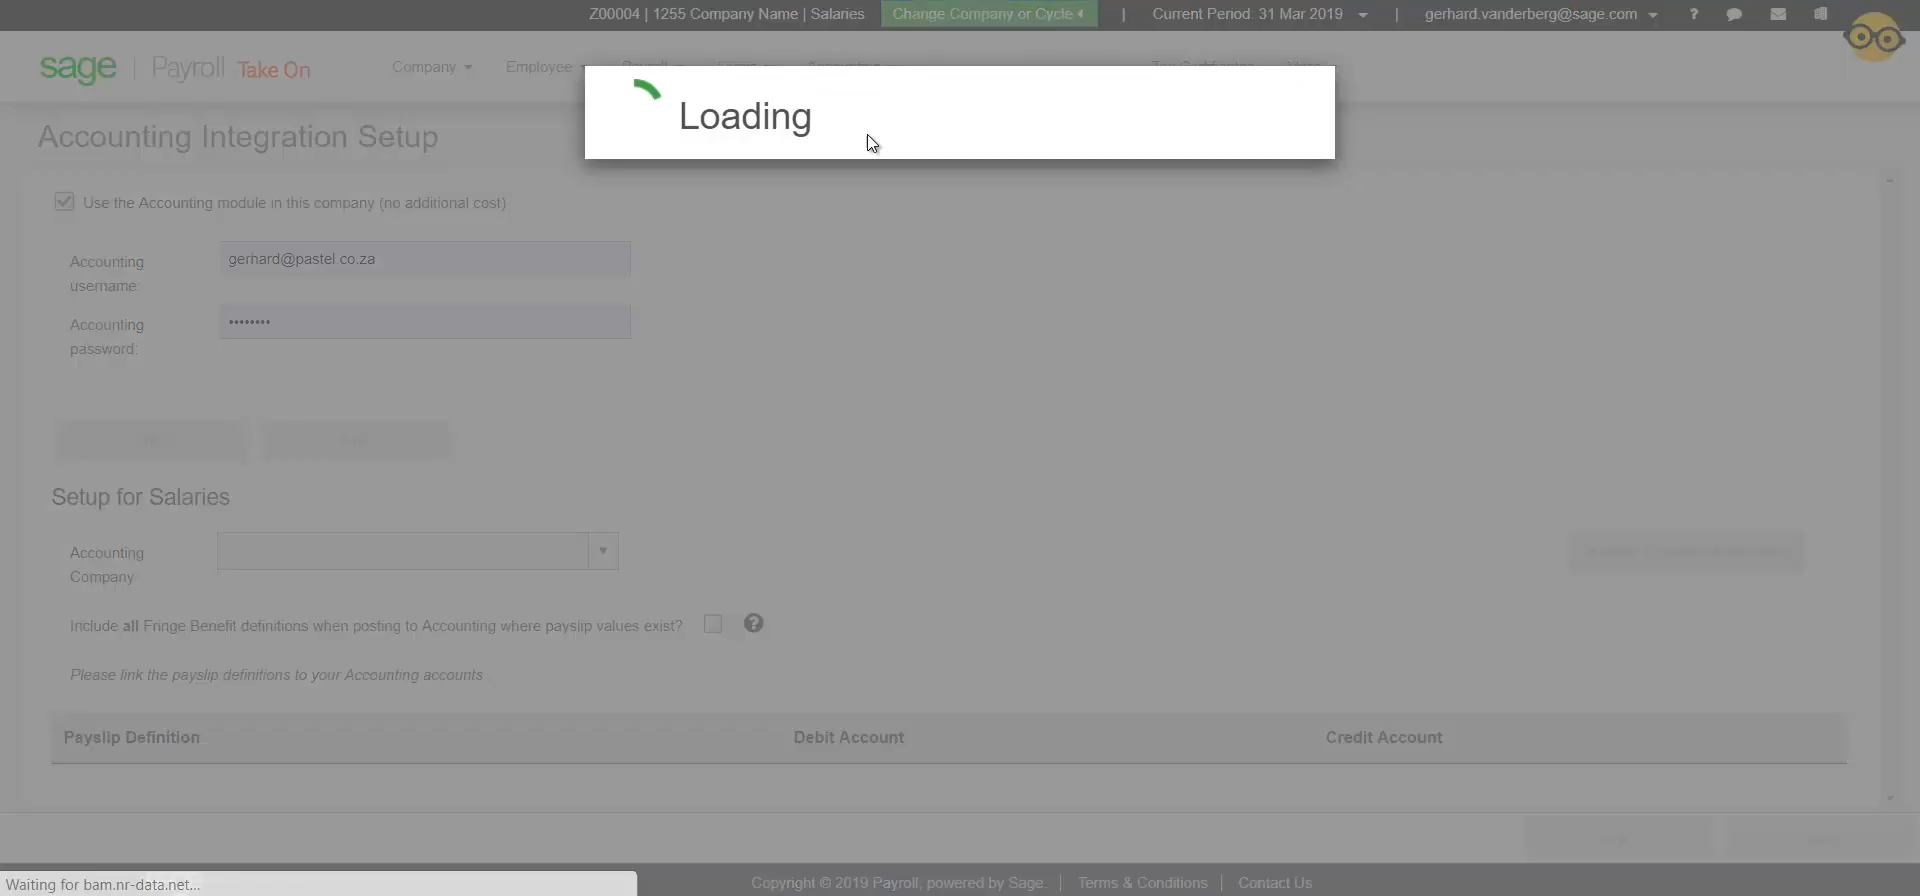 Z00004 | 1255 Company Name | Salaries
Change Company or Cycle
Current Period: 31 Mar 2019
gerhard.vanderberg@sage.com
sage
Payroll Take On
Company
Employee
Loading
Accounting Integration Setup
Use the Accounting module in this company (no additional cost)
Accounting
username:
gerhard@pastel.co.za
Accounting
password:
••••••••
Setup for Salaries
Accounting
Company
Include all Fringe Benefit definitions when posting to Accounting where payslip values exist?
Please link the payslip definitions to your Accounting accounts
Payslip Definition
Debit Account
Credit Account
Waiting for bam.nr-data.net...
Copyright © 2019 Payroll, powered by Sage.
Terms & Conditions
Contact Us